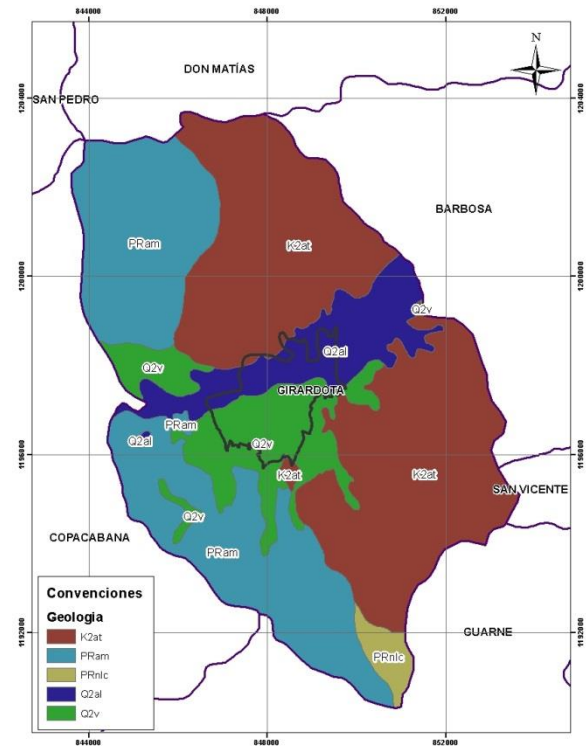 844000
848000
852000
N
DON MATÍAS
SAN PEDRO
1204000
1204000
BARBOSA
PRam
K2at
1200000
1200000
Q2v
Q2al
Q2v
GIRARDOTA
PRam
Q2al
Q2v
1196000
1196000
K2at
K2at
SAN VICENTE
Q2v
COPACABANA
PRam
Convenciones
Geologia
K2at
PRam
PRnlc
Q2al
Q2v
GUARNE
1192000
1192000
PRnlc
844000
848000
852000